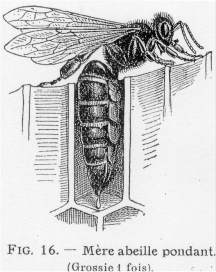 FIG. 16. — Mère abeille pondant.
(Grossie 1 fois).